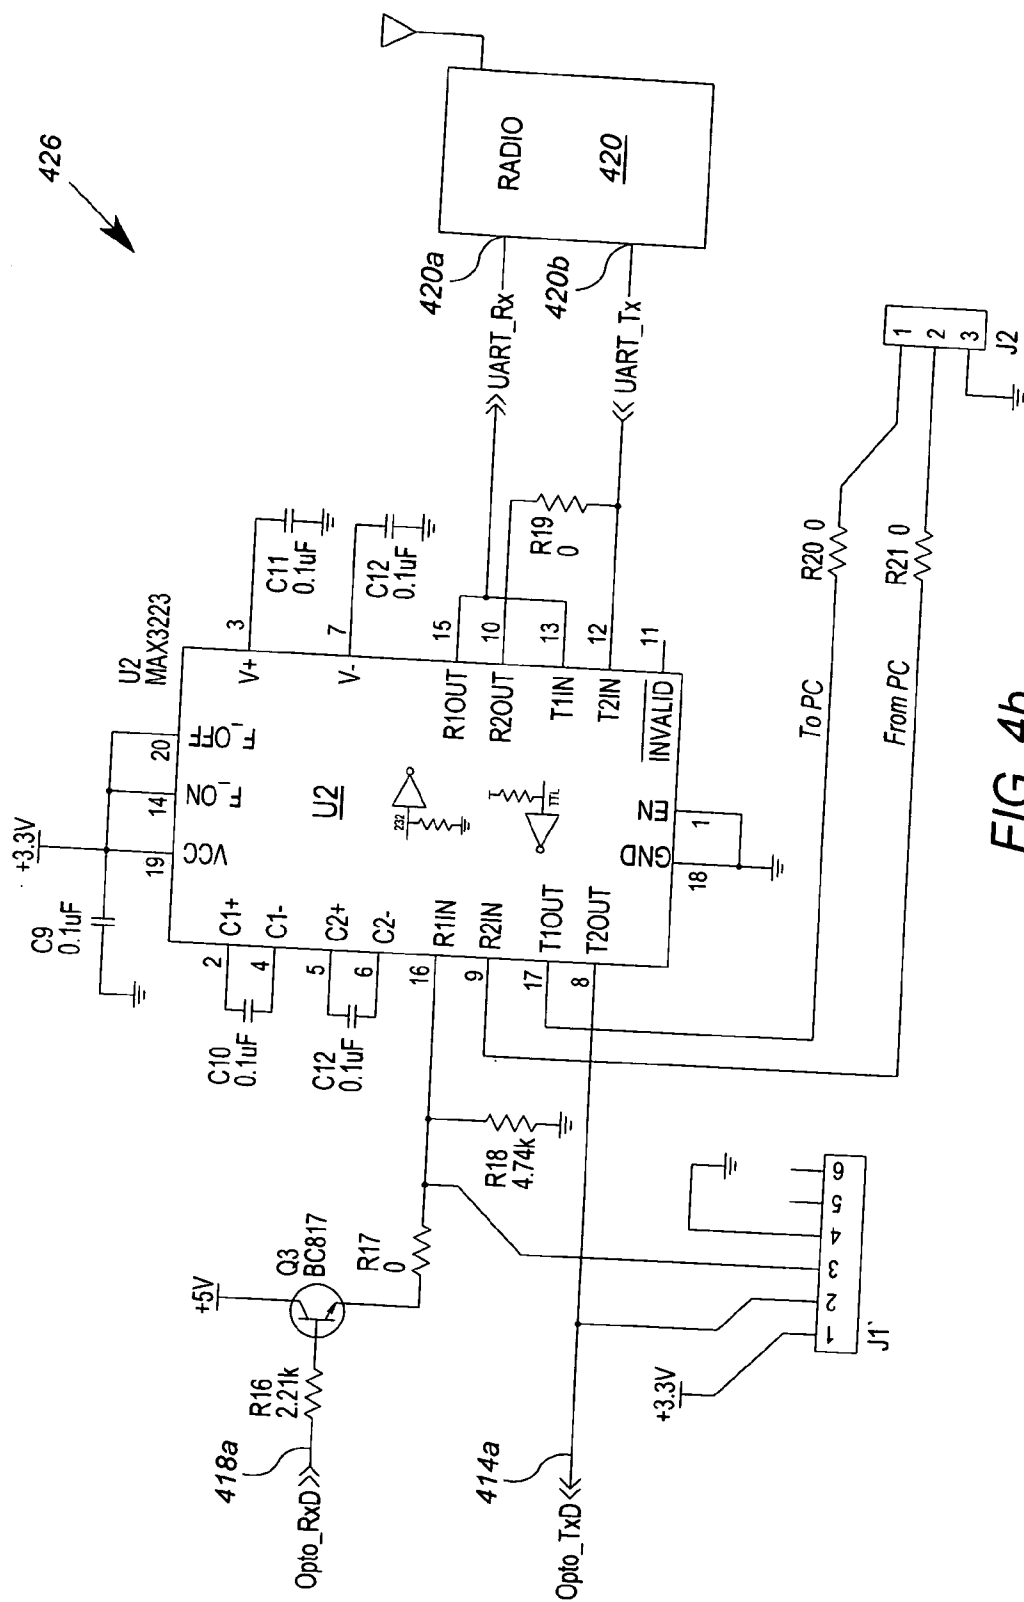 426
RADIO
420
420a
420b
UART_Rx
UART_Tx
U2
MAX3223
+3.3V
C9
0.1uF
19
14
20
VCC
F_ON
F_OFF
3
V+
C11
0.1uF
7
V-
C12
0.1uF
2
C1+
4
C1-
C10
0.1uF
5
C2+
6
C2-
C12
0.1uF
U2
232
TTL
16
R1IN
9
R2IN
17
T1OUT
8
T2OUT
15
R1OUT
10
R2OUT
13
T1IN
12
T2IN
11
INVALID
GND
EN
18
1
R19
0
+5V
Q3
BC817
R16
2.21k
R17
0
R18
4.74k
418a
Opto_RxD
414a
Opto_TxD
+3.3V
1
2
3
4
5
6
J1
To PC
From PC
R20 0
R21 0
1
2
3
J2
FIG. 4b